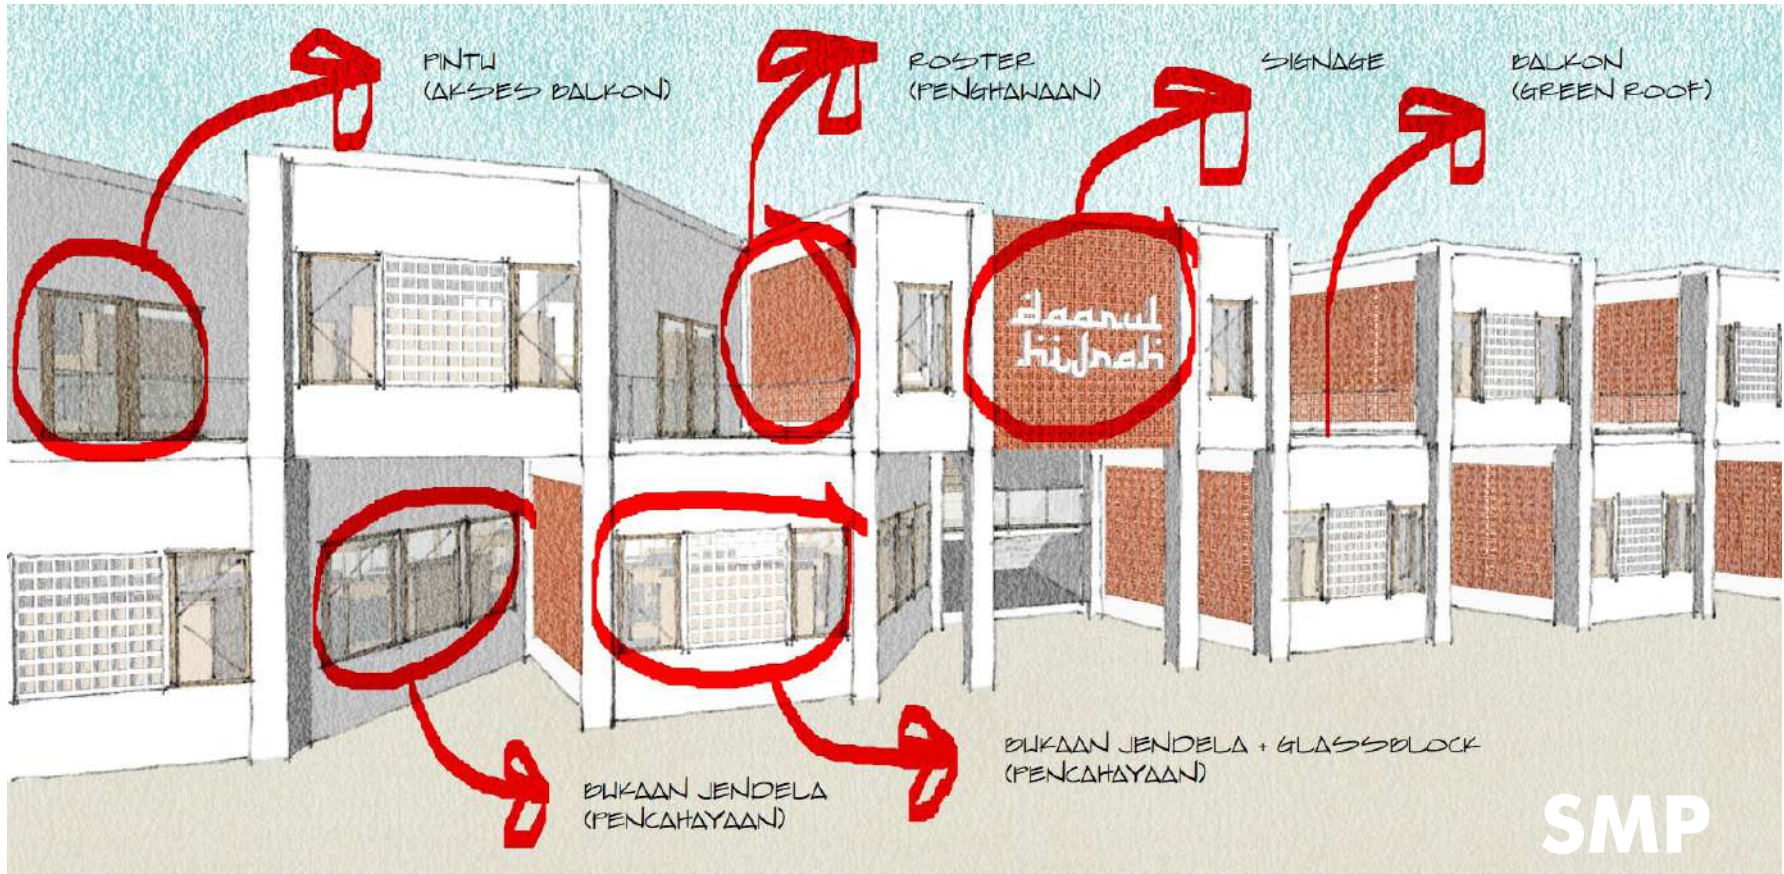 PINTU
(AKSES BALKON)
ROSTER
(PENGHAWAAN)
SIGNAGE
BALKON
(GREEN ROOF)
daarul
hijrah
BUKAAN JENDELA + GLASSBLOCK
(PENCAHAYAAN)
BUKAAN JENDELA
(PENCAHAYAAN)
SMP